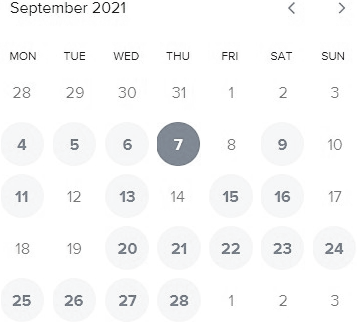 September 2021
MON TUE WED THU FRI SAT SUN
28 29 30 31 1 2 3
4 5 6 7 8 9 10
11 12 13 14 15 16 17
18 19 20 21 22 23 24
25 26 27 28 1 2 3